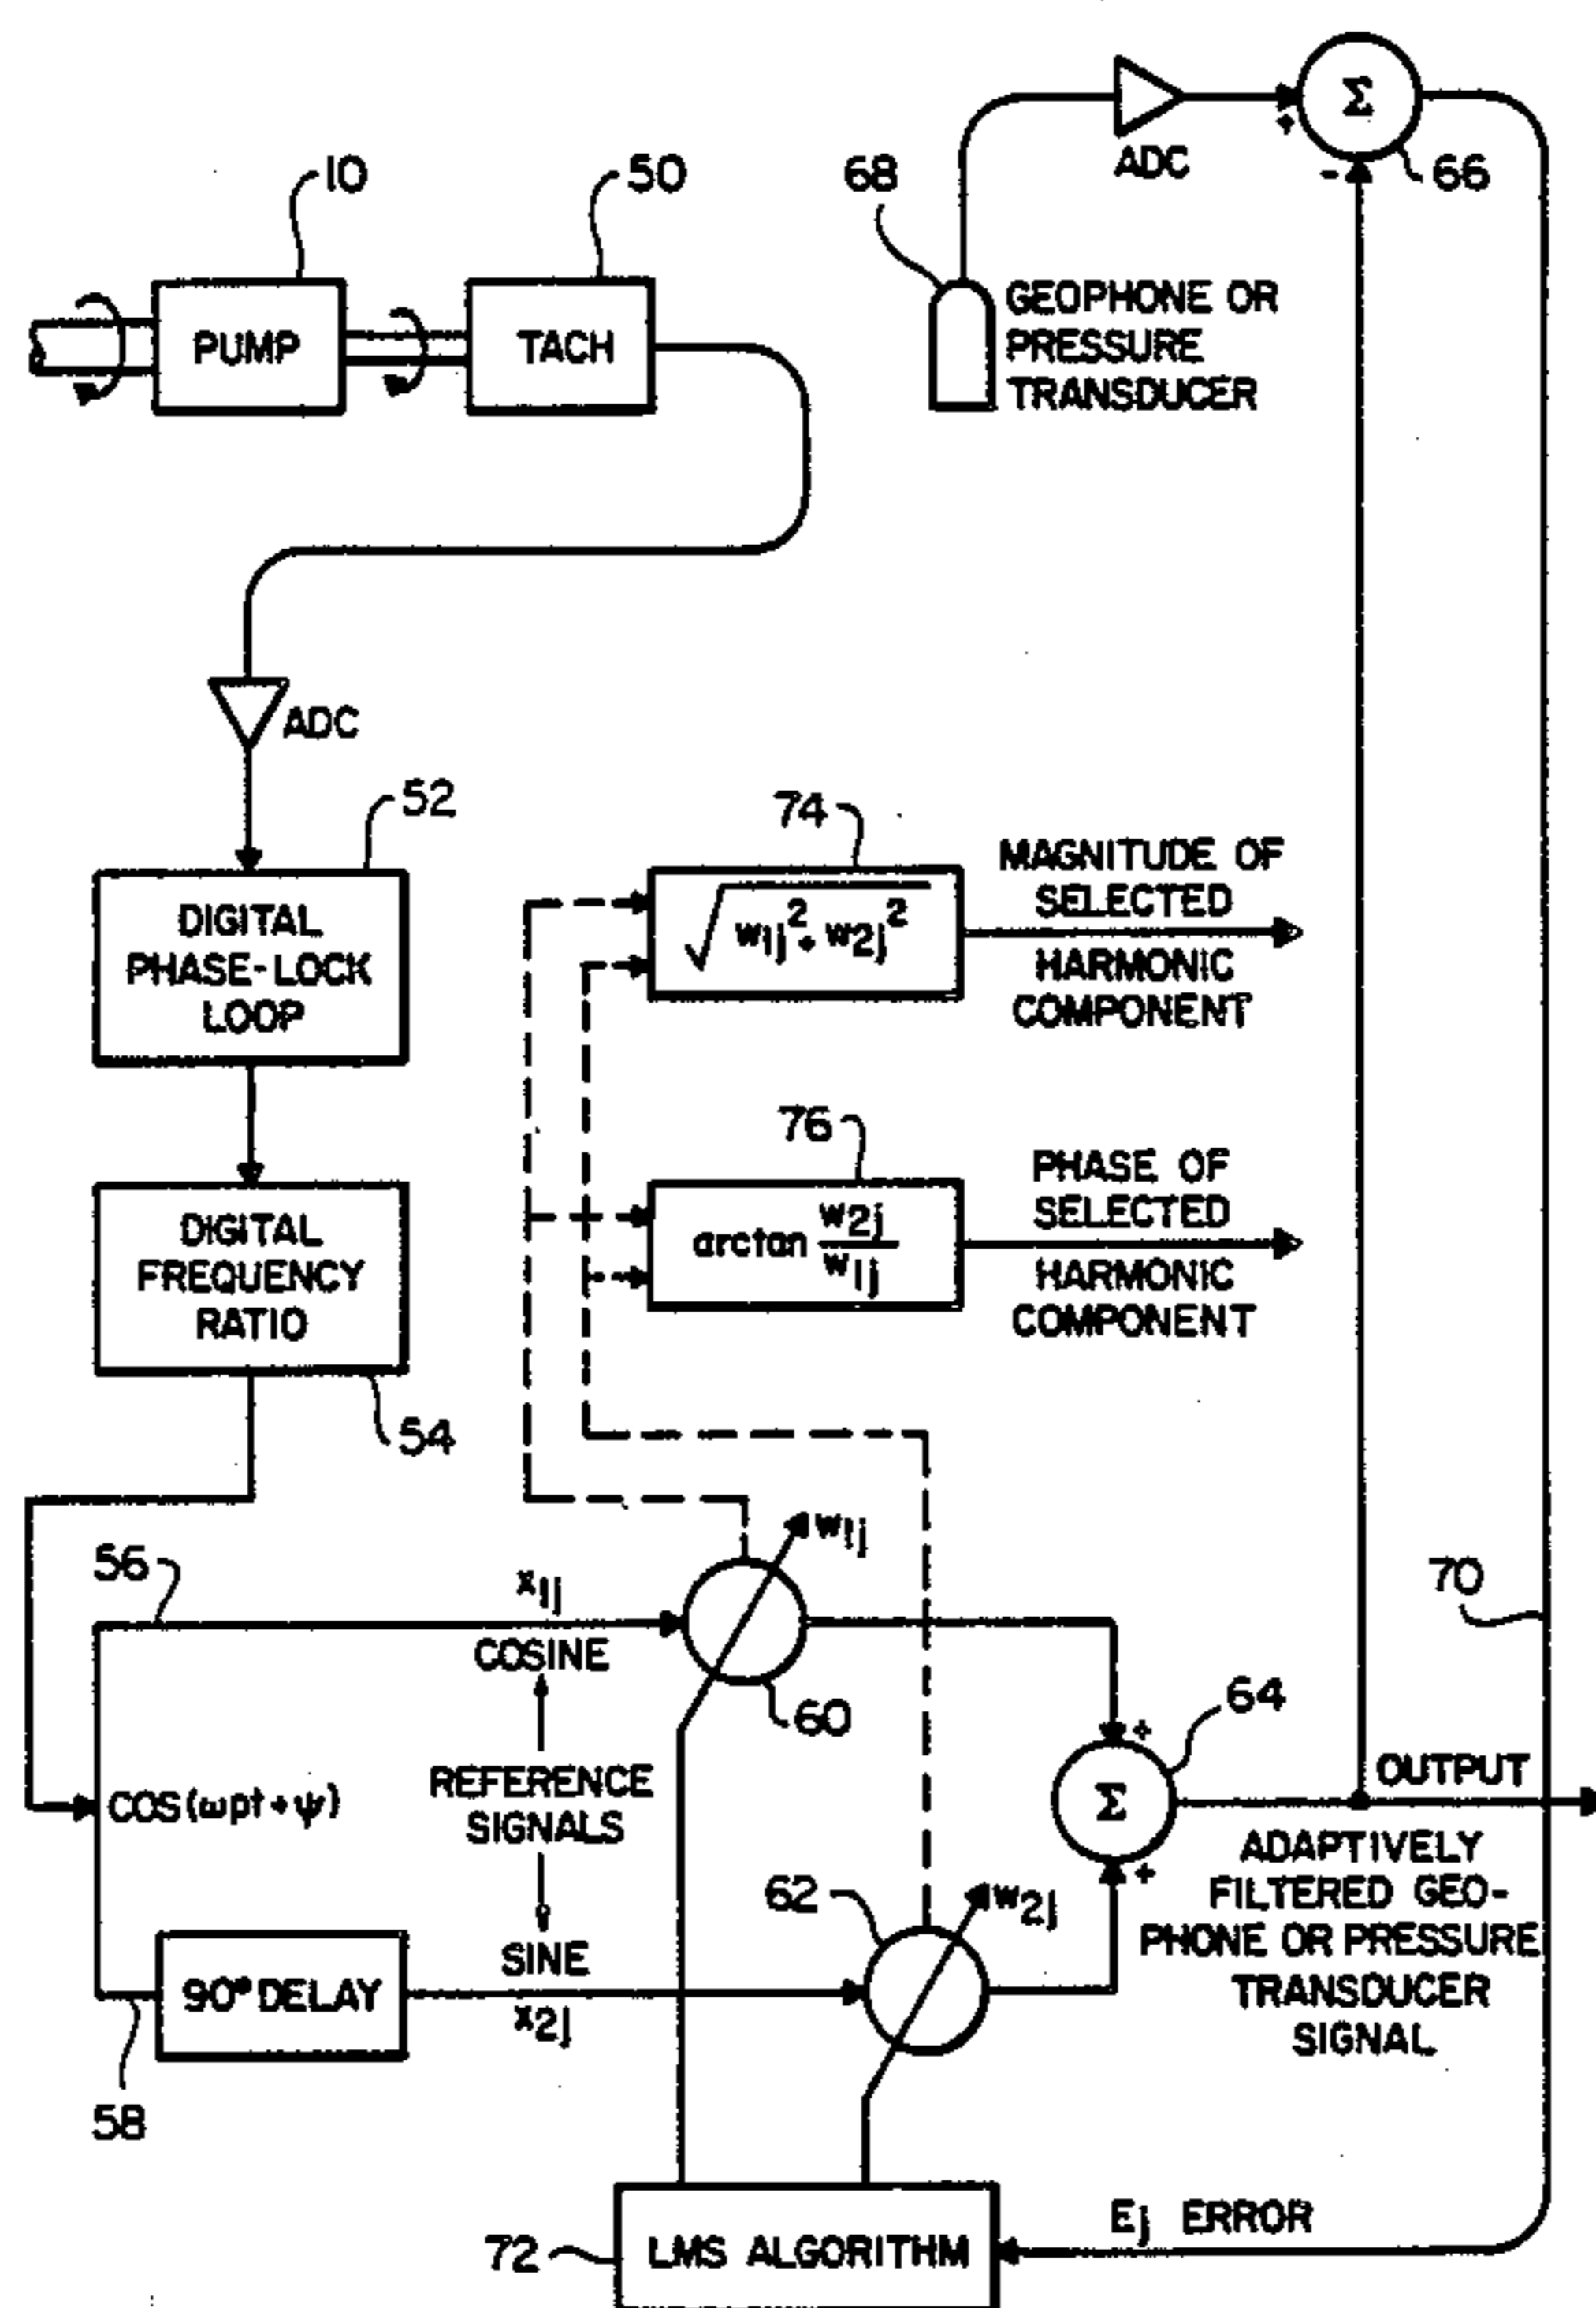 10
50
68
ADC
Σ
+
-
66
PUMP
TACH
GEOPHONE OR
PRESSURE
TRANSDUCER
ADC
52
DIGITAL
PHASE-LOCK
LOOP
74
√w1j²+w2j²
MAGNITUDE OF
SELECTED
HARMONIC
COMPONENT
76
arctan w2j/w1j
PHASE OF
SELECTED
HARMONIC
COMPONENT
DIGITAL
FREQUENCY
RATIO
54
56
x1j
COSINE
w1j
60
70
64
+
Σ
+
OUTPUT
COS(ωpt+ψ)
REFERENCE
SIGNALS
ADAPTIVELY
FILTERED GEO-
PHONE OR PRESSURE
TRANSDUCER
SIGNAL
62
w2j
SINE
x2j
90° DELAY
58
72
LMS ALGORITHM
Ej ERROR